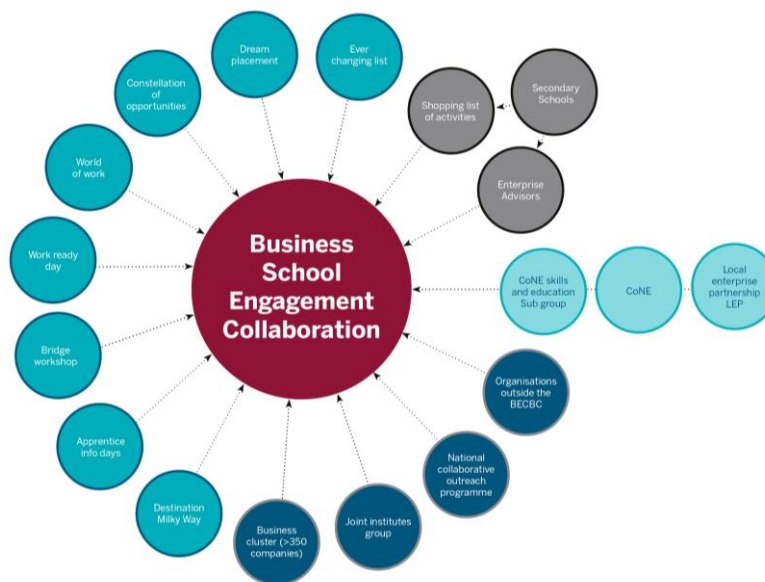 Dream
placement
Ever
changing list
Constellation
of
opportunities
Secondary
Schools
Shopping list
of activities
World
of work
Enterprise
Advisors
Business
School
Engagement
Collaboration
Work ready
day
CoNE skills
and education
Sub group
CoNE
Local
enterprise
partnership
LEP
Bridge
workshop
Organisations
outside the
BECBC
Apprentice
info days
National
collaborative
outreach
programme
Destination
Milky Way
Business
cluster (>350
companies)
Joint institutes
group